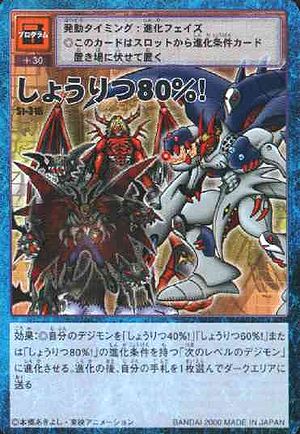 プログラム
+30
発動タイミング：進化フェイズ
◎このカードはスロットから進化条件カード
置き場に伏せて置く
しょうりつ80%!
St-316
効果:◎自分のデジモンを「しょうりつ40%!」「しょうりつ60%!」また
は「しょうりつ80%!」の進化条件を持つ「次のレベルのデジモン」
に進化させる。進化の後、自分の手札を1枚選んでダークエリアに
送る
©本郷あきよし・東映アニメーション
BANDAI 2000 MADE IN JAPAN